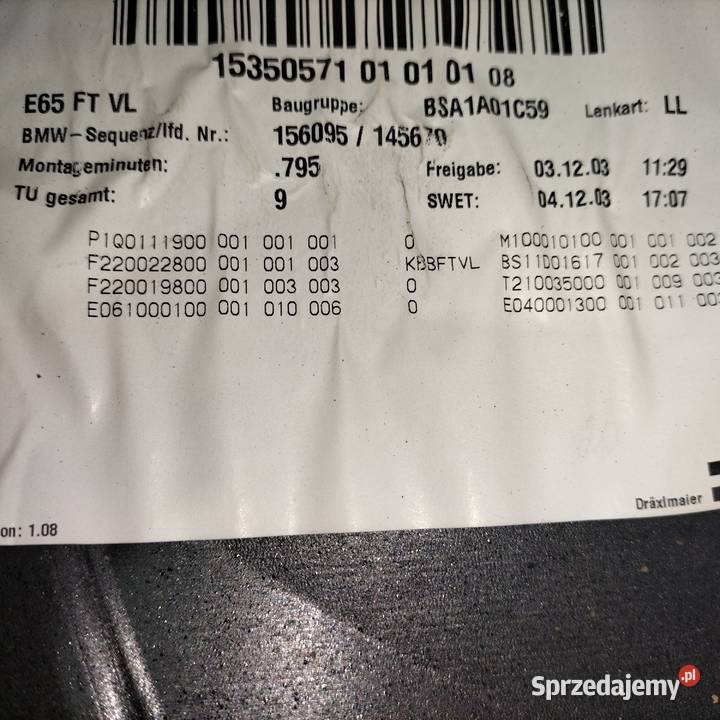 15350571 01 01 01 08
E65 FT VL Baugruppe: BSA1A01C59 Lenkart: LL
BMW-Sequenz/lfd. Nr.: 156095 / 145670
Montageminuten: .795 Freigabe: 03.12.03 11:29
TU gesamt: 9 SWET: 04.12.03 17:07
P1Q0111900 001 001 001 0 M100010100 001 001 002
F220022800 001 001 003 KBBFTVL BS11D01617 001 002 003
F220019800 001 003 003 0 T210035000 001 009 003
E061000100 001 010 006 0 E040001300 001 011 003
Dräxlmaier
on: 1.08
Sprzedajemy.pl